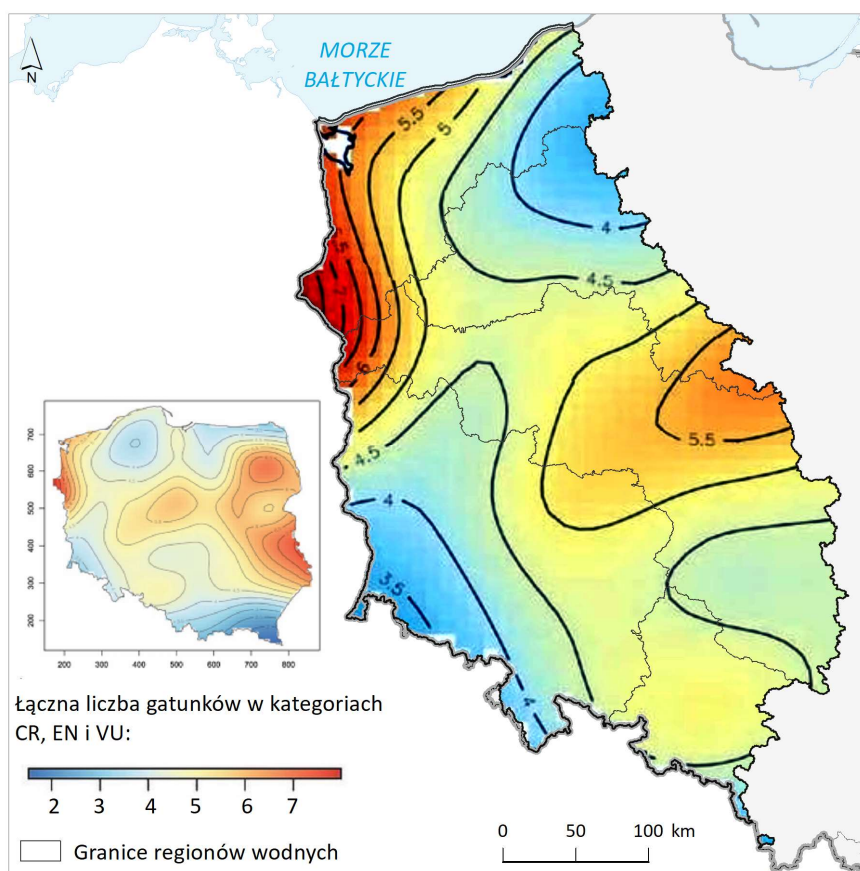 MORZE
BAŁTYCKIE
N
5.5
5
4
4.5
7
6
5.5
4.5
4
3.5
4
700
600
500
400
300
200
200 300 400 500 600 700 800
Łączna liczba gatunków w kategoriach
CR, EN i VU:
2 3 4 5 6 7
Granice regionów wodnych
0 50 100 km